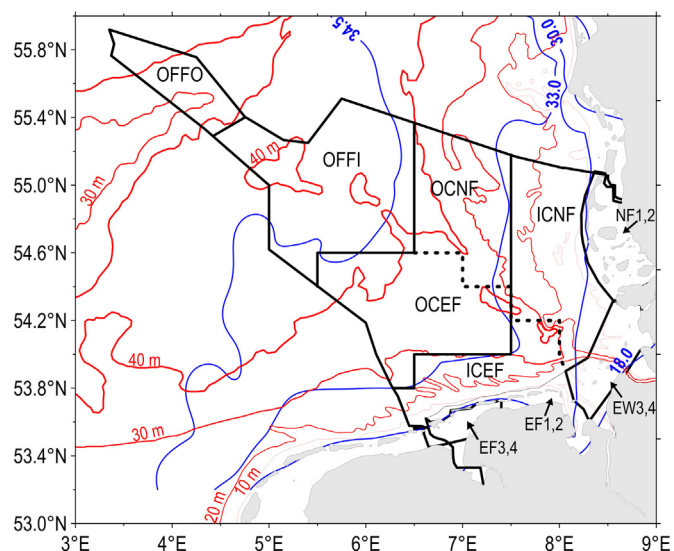 55.8°N
55.4°N
55.0°N
54.6°N
54.2°N
53.8°N
53.4°N
53.0°N
3°E
4°E
5°E
6°E
7°E
8°E
9°E
34.5
30.0
33.0
18.0
OFFO
OFFI
OCNF
ICNF
OCEF
ICEF
NF1,2
EW3,4
EF1,2
EF3,4
40 m
30 m
40 m
30 m
20 m
10 m